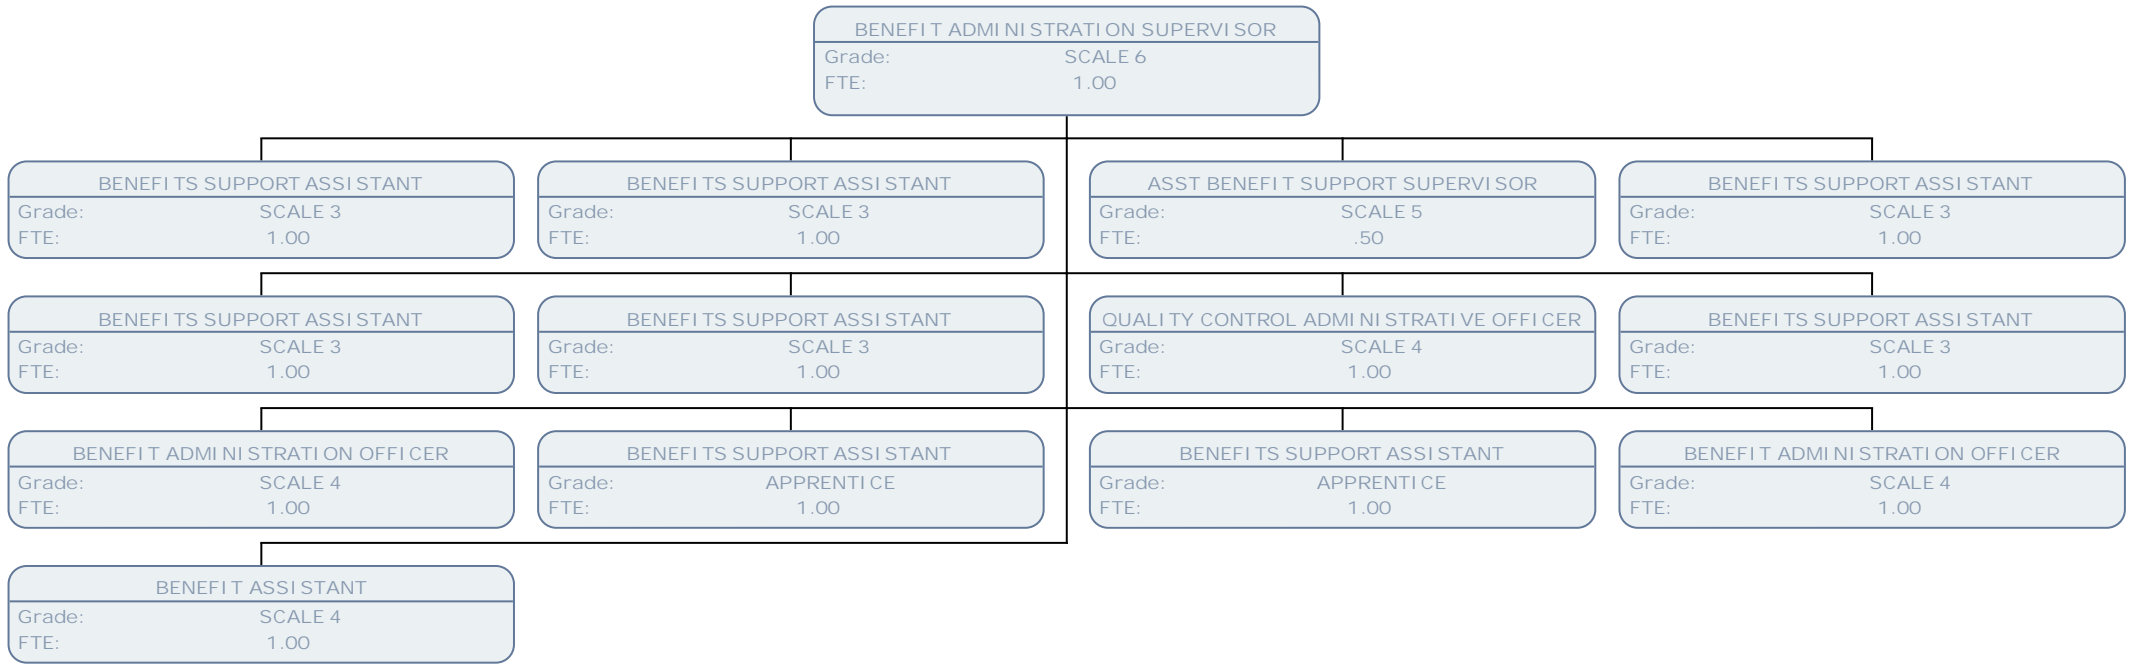 BENEFIT ADMINISTRATION SUPERVISOR
Grade: SCALE 6
FTE: 1.00
BENEFITS SUPPORT ASSISTANT
Grade: SCALE 3
FTE: 1.00
BENEFITS SUPPORT ASSISTANT
Grade: SCALE 3
FTE: 1.00
ASST BENEFIT SUPPORT SUPERVISOR
Grade: SCALE 5
FTE: .50
BENEFITS SUPPORT ASSISTANT
Grade: SCALE 3
FTE: 1.00
BENEFITS SUPPORT ASSISTANT
Grade: SCALE 3
FTE: 1.00
BENEFITS SUPPORT ASSISTANT
Grade: SCALE 3
FTE: 1.00
QUALITY CONTROL ADMINISTRATIVE OFFICER
Grade: SCALE 4
FTE: 1.00
BENEFITS SUPPORT ASSISTANT
Grade: SCALE 3
FTE: 1.00
BENEFIT ADMINISTRATION OFFICER
Grade: SCALE 4
FTE: 1.00
BENEFITS SUPPORT ASSISTANT
Grade: APPRENTICE
FTE: 1.00
BENEFITS SUPPORT ASSISTANT
Grade: APPRENTICE
FTE: 1.00
BENEFIT ADMINISTRATION OFFICER
Grade: SCALE 4
FTE: 1.00
BENEFIT ASSISTANT
Grade: SCALE 4
FTE: 1.00